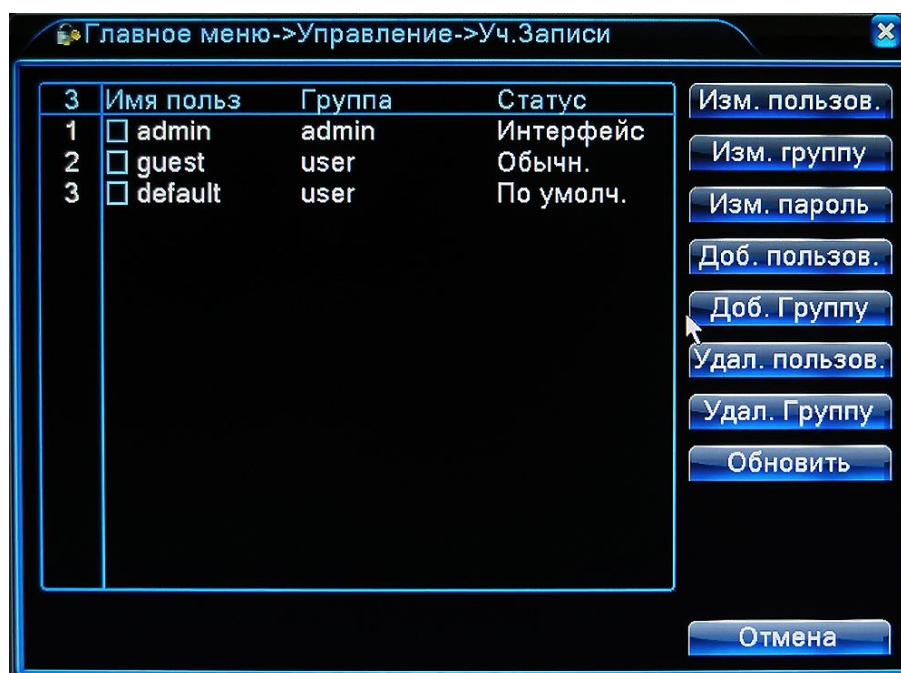 Главное меню->Управление->Уч.Записи
3 Имя польз Группа Статус
1 admin admin Интерфейс
2 guest user Обычн.
3 default user По умолч.
Изм. пользов.
Изм. группу
Изм. пароль
Доб. пользов.
Доб. Группу
Удал. пользов.
Удал. Группу
Обновить
Отмена